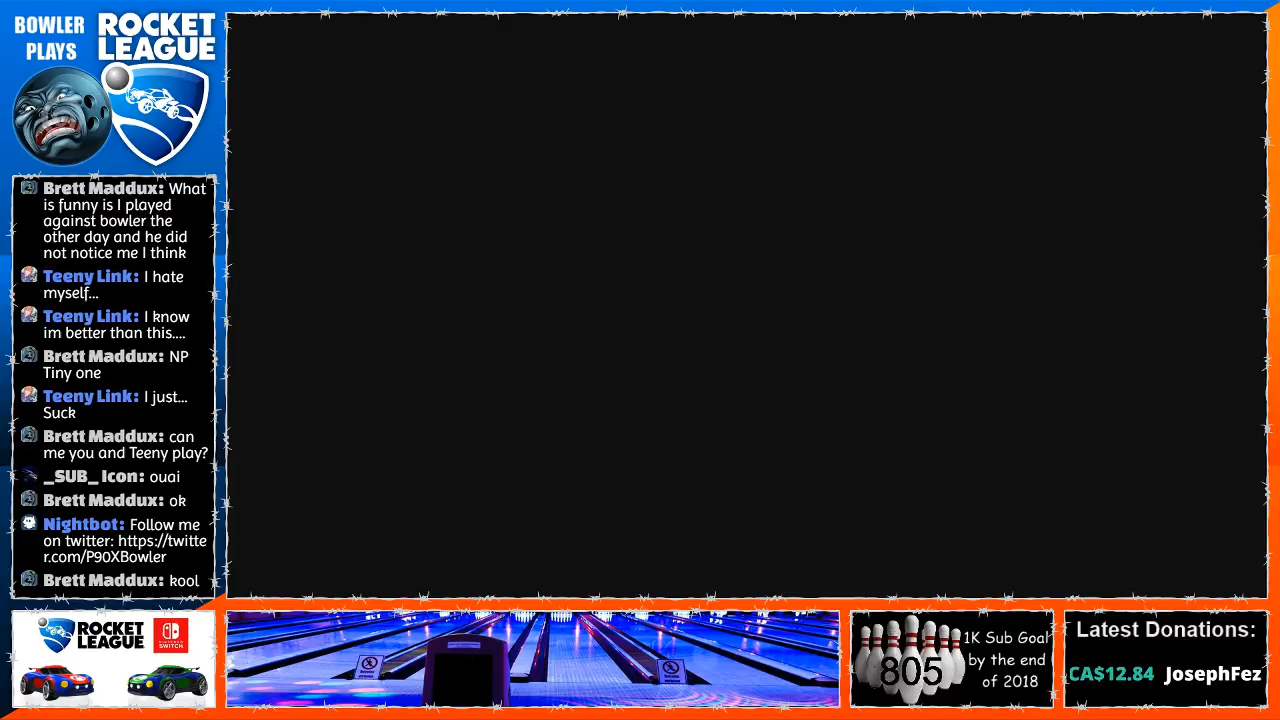 BOWLER
PLAYS
ROCKET
LEAGUE
Brett Maddux: What
is funny is I played
against bowler the
other day and he did
not notice me I think
Teeny Link: I hate
myself...
Teeny Link: I know
im better than this....
Brett Maddux: NP
Tiny one
Teeny Link: I just...
Suck
Brett Maddux: can
me you and Teeny play?
_SUB_ Icon: ouai
Brett Maddux: ok
Nightbot: Follow me
on twitter: https://twitte
r.com/P90XBowler
Brett Maddux: kool
ROCKET
LEAGUE
NINTENDO
SWITCH
805
1K Sub Goal
by the end
of 2018
Latest Donations:
CA$12.84 JosephFez